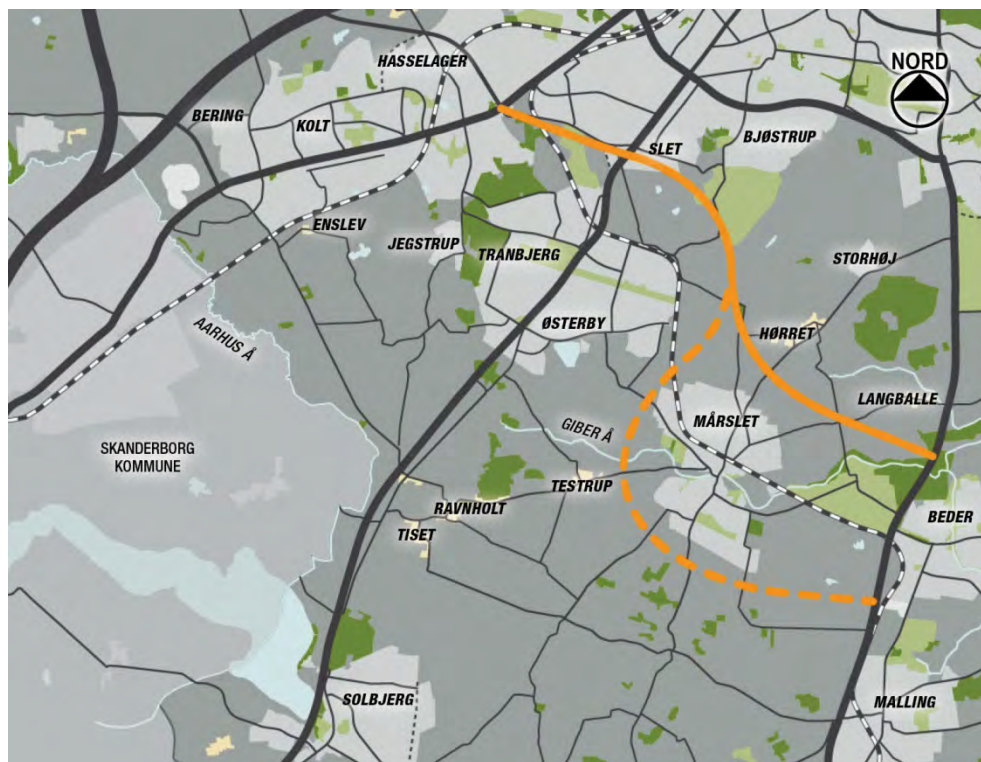 HASSELAGER
NORD
BERING
KOLT
SLET
BJØSTRUP
ENSLEV
JEGSTRUP
TRANBJERG
STORHØJ
AARHUS Å
ØSTERBY
HØRRET
LANGBALLE
GIBER Å
MÅRSLET
SKANDERBORG
KOMMUNE
TESTRUP
RAVNHOLT
BEDER
TISET
SOLBJERG
MALLING